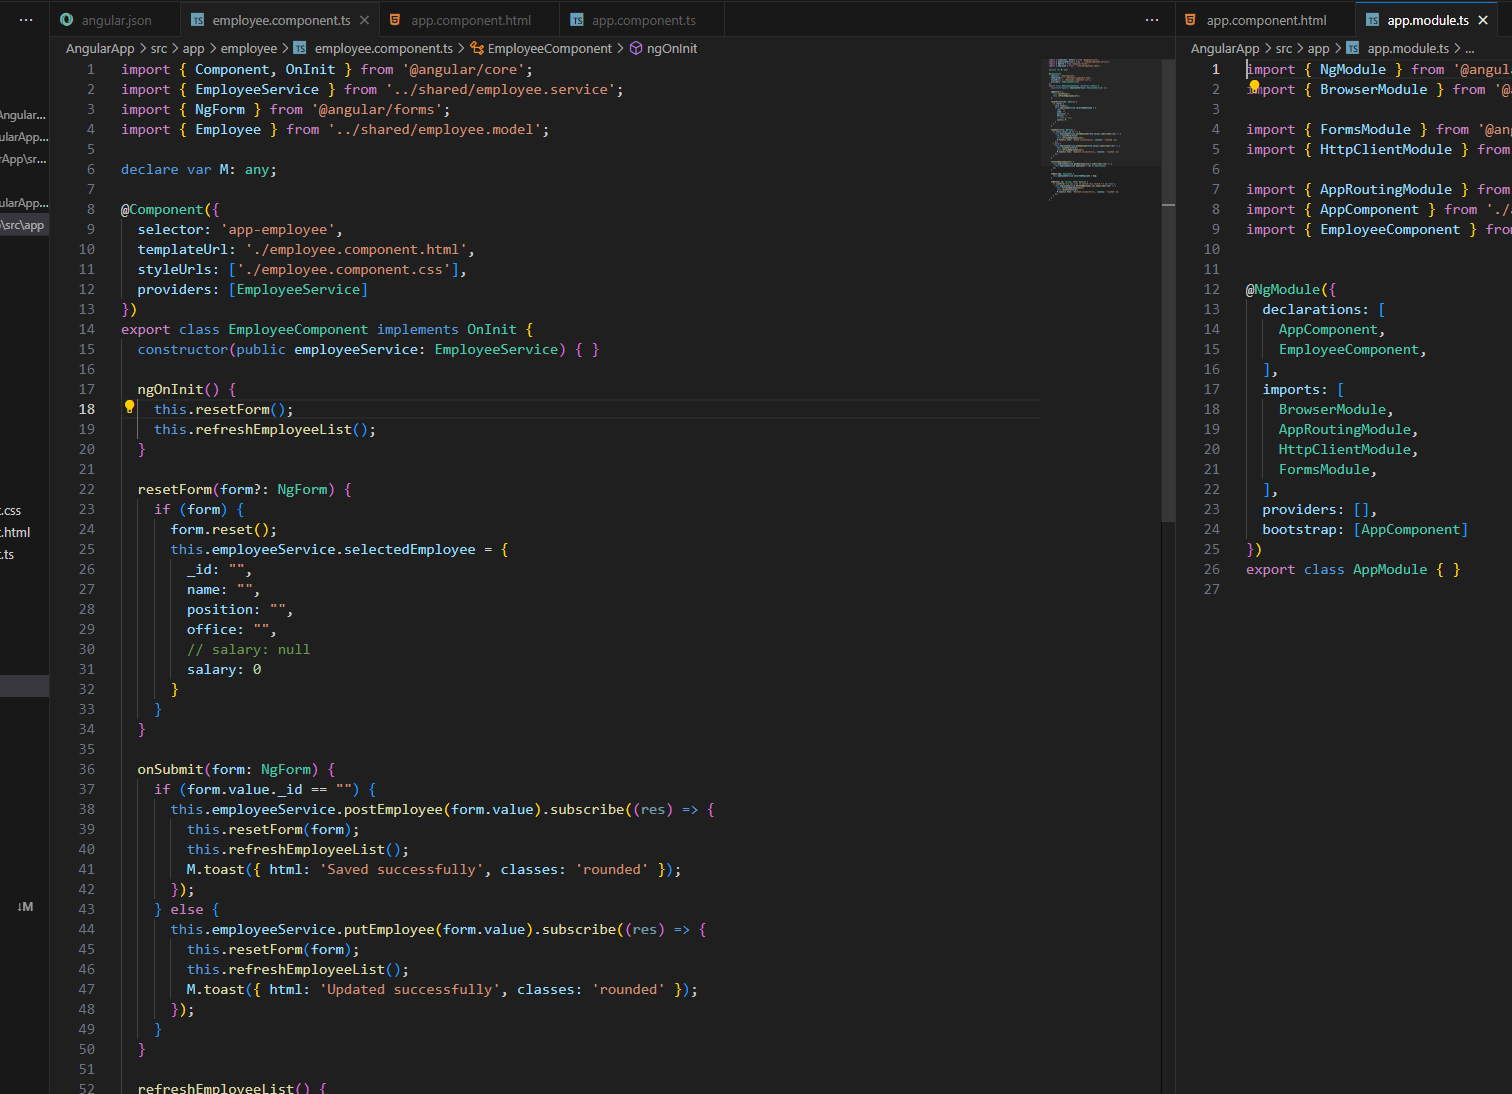 angular.json
employee.component.ts
app.component.html
app.component.ts
AngularApp > src > app > employee > employee.component.ts > EmployeeComponent > ngOnInit
1 import { Component, OnInit } from '@angular/core';
2 import { EmployeeService } from '../shared/employee.service';
3 import { NgForm } from '@angular/forms';
4 import { Employee } from '../shared/employee.model';
5
6 declare var M: any;
7
8 @Component({
9 selector: 'app-employee',
10 templateUrl: './employee.component.html',
11 styleUrls: ['./employee.component.css'],
12 providers: [EmployeeService]
13 })
14 export class EmployeeComponent implements OnInit {
15 constructor(public employeeService: EmployeeService) { }
16
17 ngOnInit() {
18 this.resetForm();
19 this.refreshEmployeeList();
20 }
21
22 resetForm(form?: NgForm) {
23 if (form) {
24 form.reset();
25 this.employeeService.selectedEmployee = {
26 _id: "",
27 name: "",
28 position: "",
29 office: "",
30 // salary: null
31 salary: 0
32 }
33 }
34 }
35
36 onSubmit(form: NgForm) {
37 if (form.value._id == "") {
38 this.employeeService.postEmployee(form.value).subscribe((res) => {
39 this.resetForm(form);
40 this.refreshEmployeeList();
41 M.toast({ html: 'Saved successfully', classes: 'rounded' });
42 });
43 } else {
44 this.employeeService.putEmployee(form.value).subscribe((res) => {
45 this.resetForm(form);
46 this.refreshEmployeeList();
47 M.toast({ html: 'Updated successfully', classes: 'rounded' });
48 });
49 }
50 }
51
52 refreshEmployeeList() {
app.component.html
app.module.ts
AngularApp > src > app > app.module.ts > ...
1 import { NgModule } from '@angul
2 import { BrowserModule } from '@
3
4 import { FormsModule } from '@an
5 import { HttpClientModule } from
6
7 import { AppRoutingModule } from
8 import { AppComponent } from './
9 import { EmployeeComponent } fro
10
11
12 @NgModule({
13 declarations: [
14 AppComponent,
15 EmployeeComponent,
16 ],
17 imports: [
18 BrowserModule,
19 AppRoutingModule,
20 HttpClientModule,
21 FormsModule,
22 ],
23 providers: [],
24 bootstrap: [AppComponent]
25 })
26 export class AppModule { }
27
Angular...
ularApp...
rApp\sr...
ularApp...
\src\app
.css
.html
.ts
↓M